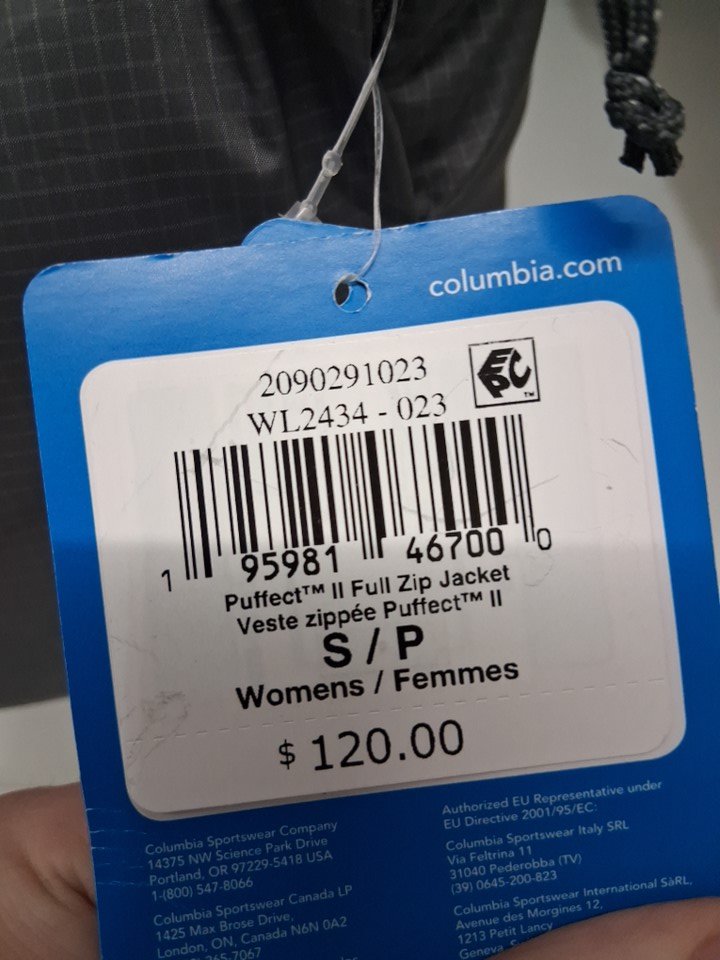 columbia.com
2090291023
WL2434 - 023
EPC™
1 95981 46700 0
Puffect™ II Full Zip Jacket
Veste zippée Puffect™ II
S / P
Womens / Femmes
$ 120.00
Columbia Sportswear Company
14375 NW Science Park Drive
Portland, OR 97229-5418 USA
1-(800) 547-8066
Columbia Sportswear Canada LP
1425 Max Brose Drive,
London, ON, Canada N6N 0A2
365-7067
Authorized EU Representative under
EU Directive 2001/95/EC:
Columbia Sportswear Italy SRL
Via Feltrina 11
31040 Pederobba (TV)
(39) 0645-200-823
Columbia Sportswear International SàRL,
Avenue des Morgines 12,
1213 Petit Lancy
Geneva,